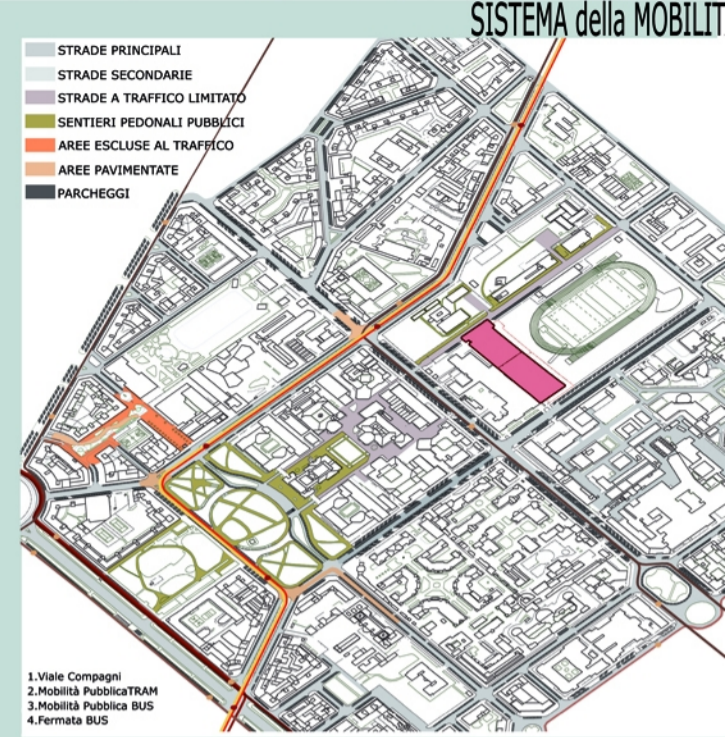 SISTEMA della MOBILIT
STRADE PRINCIPALI
STRADE SECONDARIE
STRADE A TRAFFICO LIMITATO
SENTIERI PEDONALI PUBBLICI
AREE ESCLUSE AL TRAFFICO
AREE PAVIMENTATE
PARCHEGGI
1.Viale Compagni
2.Mobilità PubblicaTRAM
3.Mobilità Pubblica BUS
4.Fermata BUS